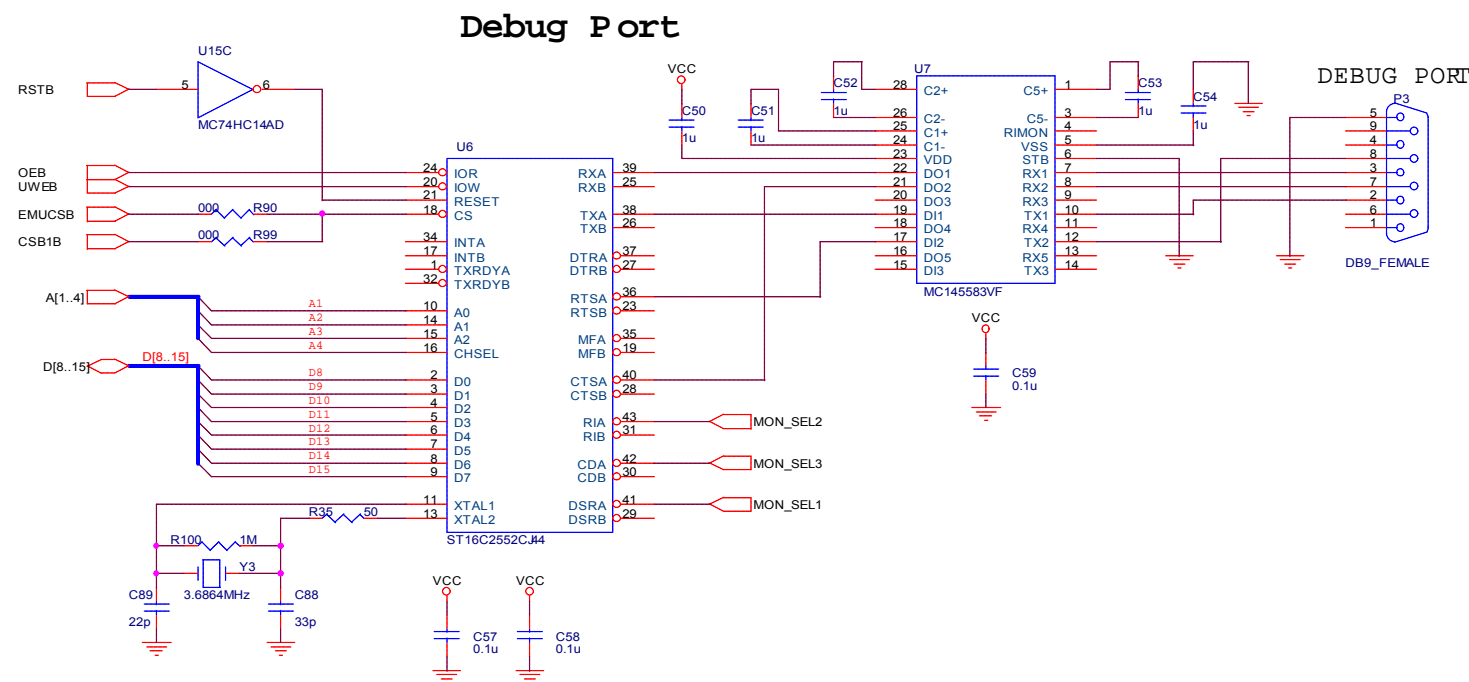 Debug Port
DEBUG PORT
RSTB
U15C
5
6
MC74HC14AD
OEB
UWEB
EMUCSB
000
R90
CSB1B
000
R99
A[1..4]
A1
A2
A3
A4
D[8..15]
D[8..15]
D8
D9
D10
D11
D12
D13
D14
D15
U6
24 IOR
20 IOW
21 RESET
18 CS
34 INTA
17 INTB
1 TXRDYA
32 TXRDYB
10 A0
14 A1
15 A2
16 CHSEL
2 D0
3 D1
4 D2
5 D3
6 D4
7 D5
8 D6
9 D7
11 XTAL1
13 XTAL2
RXA 39
RXB 25
TXA 38
TXB 26
DTRA 37
DTRB 27
RTSA 36
RTSB 23
MFA 35
MFB 19
CTSA 40
CTSB 28
RIA 43
RIB 31
CDA 42
CDB 30
DSRA 41
DSRB 29
ST16C2552CJ44
MON_SEL2
MON_SEL3
MON_SEL1
R35
50
R100
1M
Y3
3.6864MHz
C89
22p
C88
33p
VCC
C57
0.1u
VCC
C58
0.1u
VCC
C50
1u
C51
1u
C52
1u
U7
28 C2+
26 C2-
25 C1+
24 C1-
23 VDD
22 DO1
21 DO2
20 DO3
19 DI1
18 DO4
17 DI2
16 DO5
15 DI3
C5+ 1
C5- 3
RIMON 4
VSS 5
STB 6
RX1 7
RX2 8
RX3 9
TX1 10
RX4 11
TX2 12
RX5 13
TX3 14
MC145583VF
C53
1u
C54
1u
VCC
C59
0.1u
P3
5
9
4
8
3
7
2
6
1
DB9_FEMALE